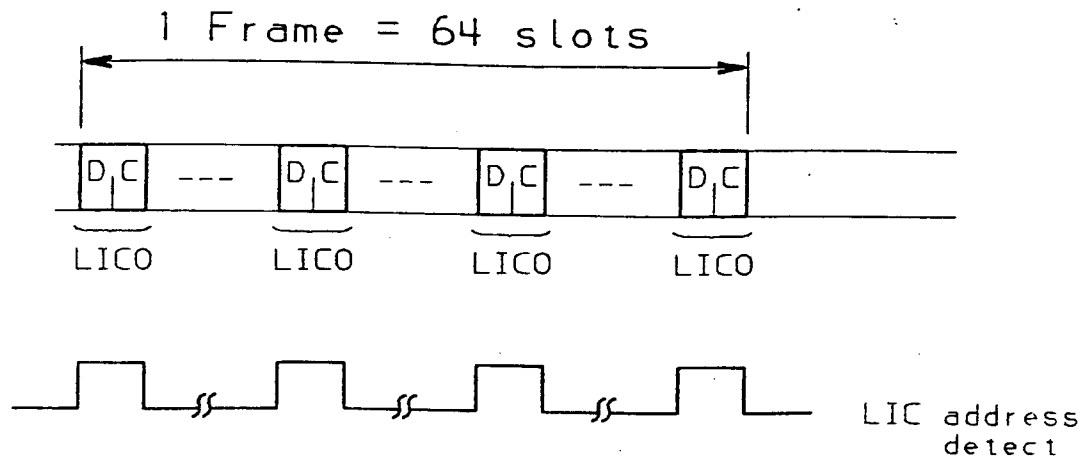 1 Frame = 64 slots
D C --- D C --- D C --- D C
LICO LICO LICO LICO
LIC address
detect